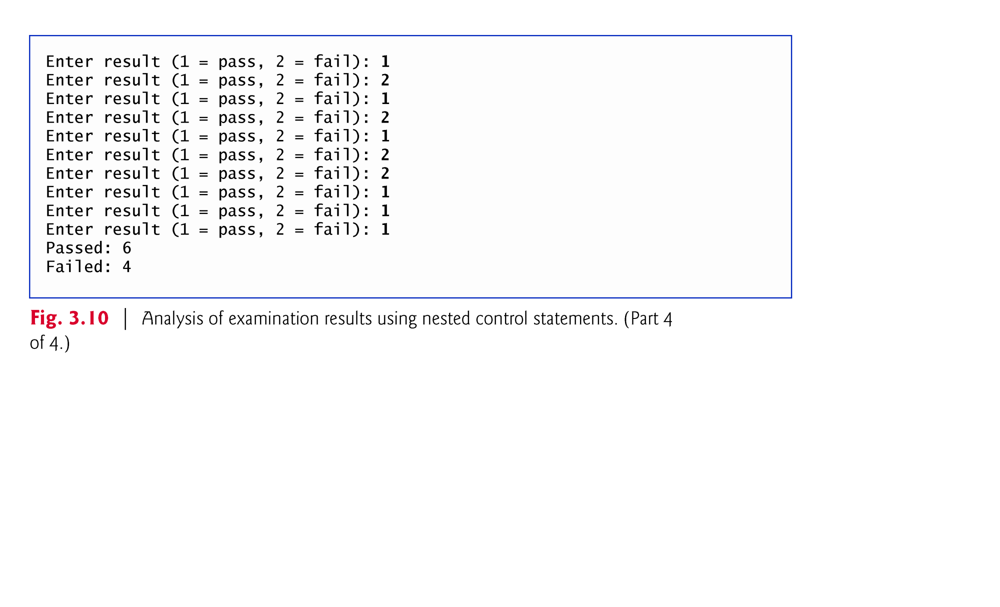 Enter result (1 = pass, 2 = fail): 1
Enter result (1 = pass, 2 = fail): 2
Enter result (1 = pass, 2 = fail): 1
Enter result (1 = pass, 2 = fail): 2
Enter result (1 = pass, 2 = fail): 1
Enter result (1 = pass, 2 = fail): 2
Enter result (1 = pass, 2 = fail): 2
Enter result (1 = pass, 2 = fail): 1
Enter result (1 = pass, 2 = fail): 1
Enter result (1 = pass, 2 = fail): 1
Passed: 6
Failed: 4
Fig. 3.10 | Analysis of examination results using nested control statements. (Part 4
of 4.)